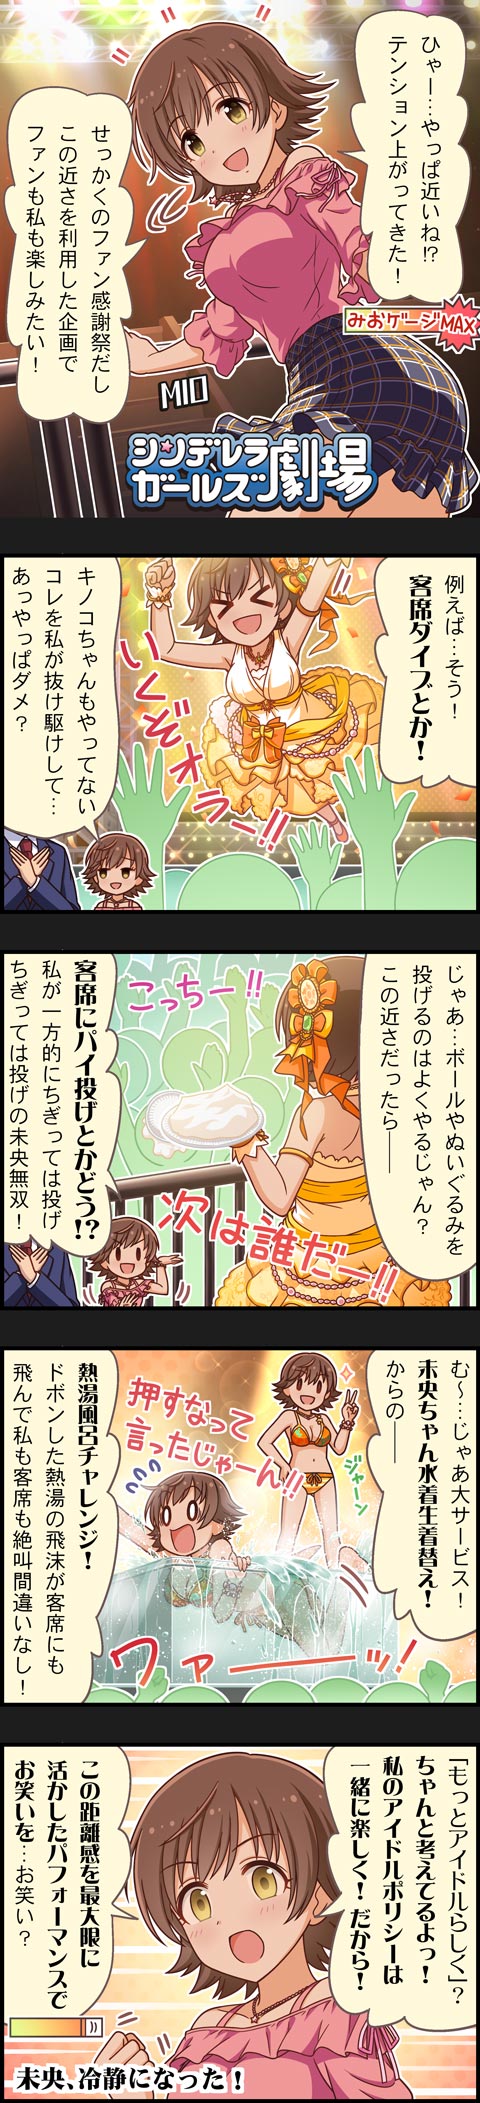 ひゃー…やっぱ近いね!?
テンション上がってきた！
せっかくのファン感謝祭だし
この近さを利用した企画で
ファンも私も楽しみたい！
みおゲージMAX
MIO
シンデレラ
ガールズ劇場
例えば…そう！
客席ダイブとか！
いくぞオラー!!
キノコちゃんもやってない
コレを私が抜け駆けして…
あっやっぱダメ？
じゃあ…ボールやぬいぐるみを
投げるのはよくやるじゃん？
この近さだったら――
こっちー!!
次は誰だー!!
客席にパイ投げとかどう!?
私が一方的にちぎっては投げ
ちぎっては投げの未央無双！
む～…じゃあ大サービス！
未央ちゃん水着生着替え！
からの――
ジャーン
押すなって
言ったじゃーん!!
熱湯風呂チャレンジ！
ドボンした熱湯の飛沫が客席にも
飛んで私も客席も絶叫間違いなし！
ワァーーーッ！
「もっとアイドルらしく」？
ちゃんと考えてるよっ！
私のアイドルポリシーは
一緒に楽しく！だから！
この距離感を最大限に
活かしたパフォーマンスで
お笑いを…お笑い？
未央、冷静になった！